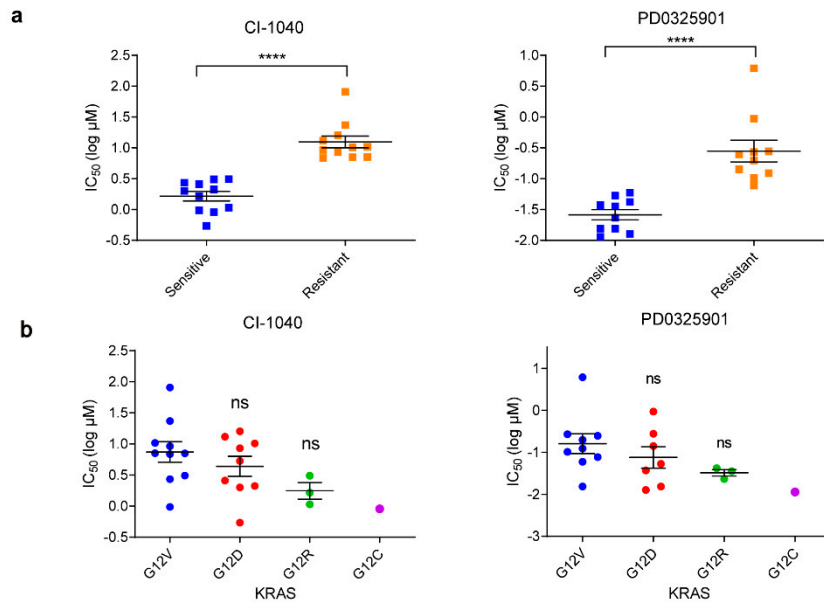 a
CI-1040
PD0325901
****
****
IC50 (log µM)
2.5
2.0
1.5
1.0
0.5
0.0
-0.5
Sensitive
Resistant
IC50 (log µM)
1.0
0.5
0.0
-0.5
-1.0
-1.5
-2.0
Sensitive
Resistant
b
CI-1040
PD0325901
IC50 (log µM)
2.5
2.0
1.5
1.0
0.5
0.0
-0.5
ns
ns
G12V
G12D
G12R
G12C
KRAS
IC50 (log µM)
1
0
-1
-2
-3
ns
ns
G12V
G12D
G12R
G12C
KRAS